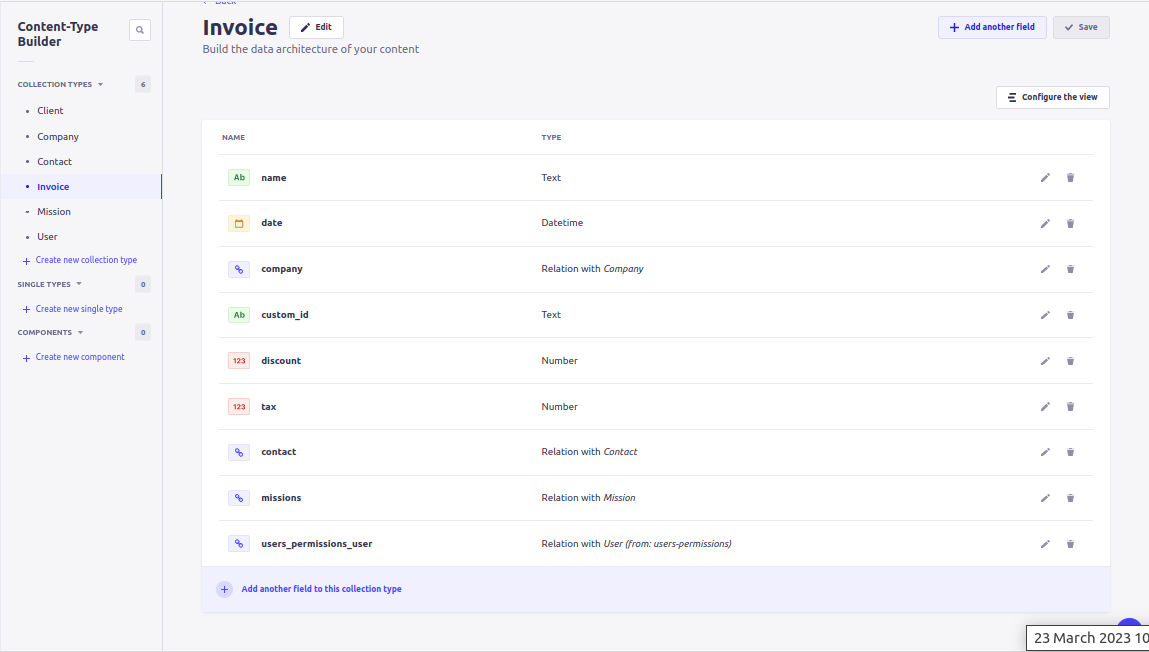 Back
Content-Type
Builder
COLLECTION TYPES 6
Client
Company
Contact
Invoice
Mission
User
Create new collection type
SINGLE TYPES 0
Create new single type
COMPONENTS 0
Create new component
Invoice Edit
Build the data architecture of your content
Add another field Save
Configure the view
NAME TYPE
Ab name Text
date Datetime
company Relation with Company
Ab custom_id Text
123 discount Number
123 tax Number
contact Relation with Contact
missions Relation with Mission
users_permissions_user Relation with User (from: users-permissions)
Add another field to this collection type
23 March 2023 10